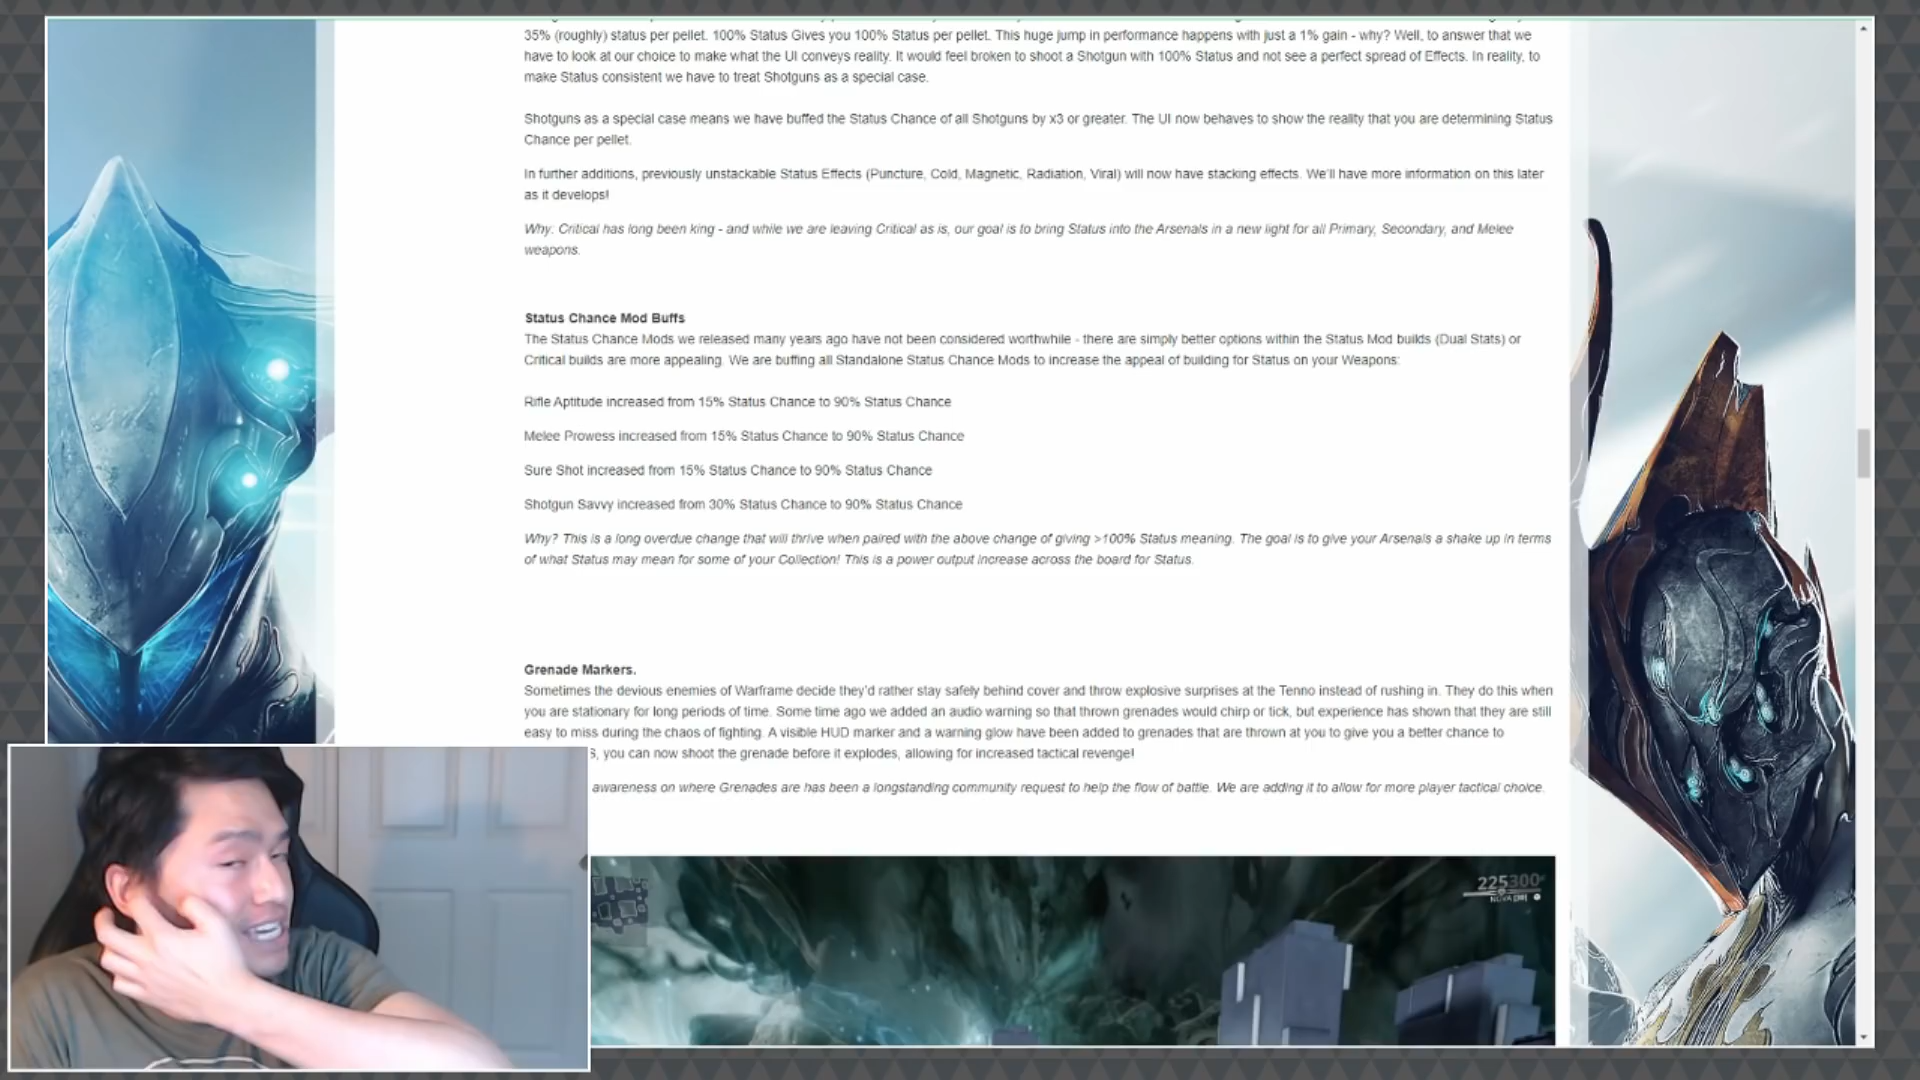 35% (roughly) status per pellet. 100% Status Gives you 100% Status per pellet. This huge jump in performance happens with just a 1% gain - why? Well, to answer that we
have to look at our choice to make what the UI conveys reality. It would feel broken to shoot a Shotgun with 100% Status and not see a perfect spread of Effects. In reality, to
make Status consistent we have to treat Shotguns as a special case.
Shotguns as a special case means we have buffed the Status Chance of all Shotguns by x3 or greater. The UI now behaves to show the reality that you are determining Status
Chance per pellet.
In further additions, previously unstackable Status Effects (Puncture, Cold, Magnetic, Radiation, Viral) will now have stacking effects. We'll have more information on this later
as it develops!
Why: Critical has long been king - and while we are leaving Critical as is, our goal is to bring Status into the Arsenals in a new light for all Primary, Secondary, and Melee
weapons.
Status Chance Mod Buffs
The Status Chance Mods we released many years ago have not been considered worthwhile - there are simply better options within the Status Mod builds (Dual Stats) or
Critical builds are more appealing. We are buffing all Standalone Status Chance Mods to increase the appeal of building for Status on your Weapons:
Rifle Aptitude increased from 15% Status Chance to 90% Status Chance
Melee Prowess increased from 15% Status Chance to 90% Status Chance
Sure Shot increased from 15% Status Chance to 90% Status Chance
Shotgun Savvy increased from 30% Status Chance to 90% Status Chance
Why? This is a long overdue change that will thrive when paired with the above change of giving >100% Status meaning. The goal is to give your Arsenals a shake up in terms
of what Status may mean for some of your Collection! This is a power output increase across the board for Status.
Grenade Markers.
Sometimes the devious enemies of Warframe decide they'd rather stay safely behind cover and throw explosive surprises at the Tenno instead of rushing in. They do this when
you are stationary for long periods of time. Some time ago we added an audio warning so that thrown grenades would chirp or tick, but experience has shown that they are still
easy to miss during the chaos of fighting. A visible HUD marker and a warning glow have been added to grenades that are thrown at you to give you a better chance to
s, you can now shoot the grenade before it explodes, allowing for increased tactical revenge!
awareness on where Grenades are has been a longstanding community request to help the flow of battle. We are adding it to allow for more player tactical choice.
225 300